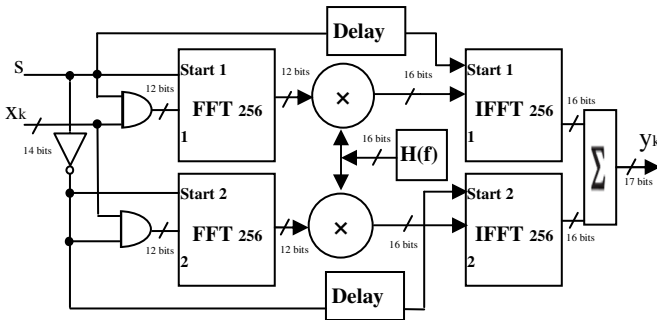 Delay
S
Start 1
12 bits
FFT 256
1
12 bits
×
16 bits
Start 1
IFFT 256
1
16 bits
Xk
14 bits
16 bits
H(f)
Σ
yk
17 bits
Start 2
12 bits
FFT 256
2
12 bits
×
16 bits
Start 2
IFFT 256
2
16 bits
Delay